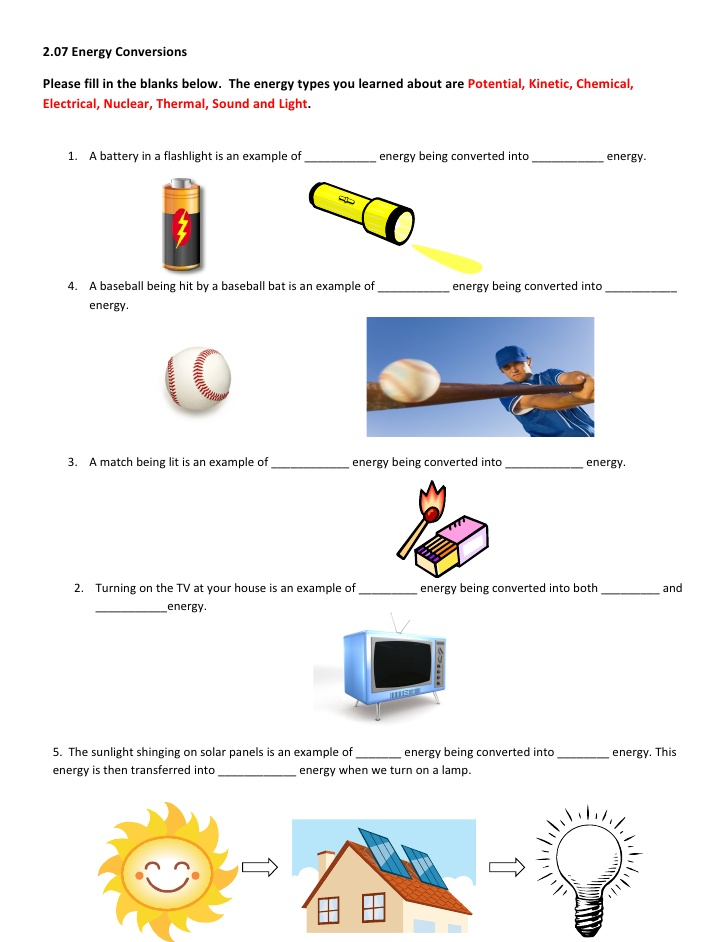 2.07 Energy Conversions
Please fill in the blanks below. The energy types you learned about are Potential, Kinetic, Chemical,
Electrical, Nuclear, Thermal, Sound and Light.
1. A battery in a flashlight is an example of ___________ energy being converted into ___________ energy.
4. A baseball being hit by a baseball bat is an example of ___________ energy being converted into ___________
energy.
3. A match being lit is an example of ____________ energy being converted into ____________ energy.
2. Turning on the TV at your house is an example of _________ energy being converted into both _________ and
___________energy.
5. The sunlight shinging on solar panels is an example of _______ energy being converted into ________ energy. This
energy is then transferred into ____________ energy when we turn on a lamp.